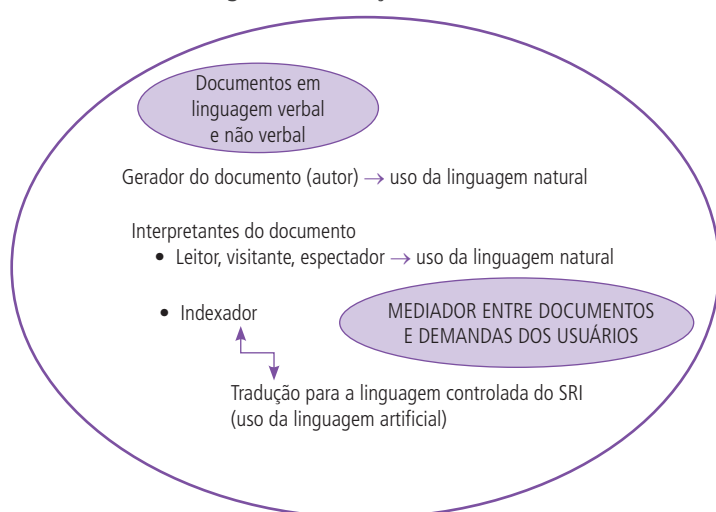 Documentos em
linguagem verbal
e não verbal
Gerador do documento (autor) → uso da linguagem natural
Interpretantes do documento
• Leitor, visitante, espectador → uso da linguagem natural
• Indexador
MEDIADOR ENTRE DOCUMENTOS
E DEMANDAS DOS USUÁRIOS
Tradução para a linguagem controlada do SRI
(uso da linguagem artificial)